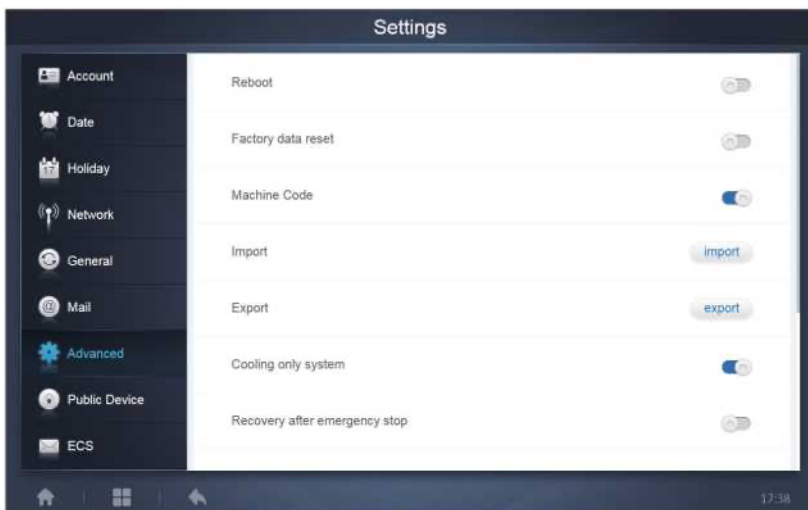 Settings
Account
Date
17
Holiday
Network
General
@
Mail
Advanced
Public Device
ECS
Reboot
Factory data reset
Machine Code
Import
import
Export
export
Cooling only system
Recovery after emergency stop
17:38